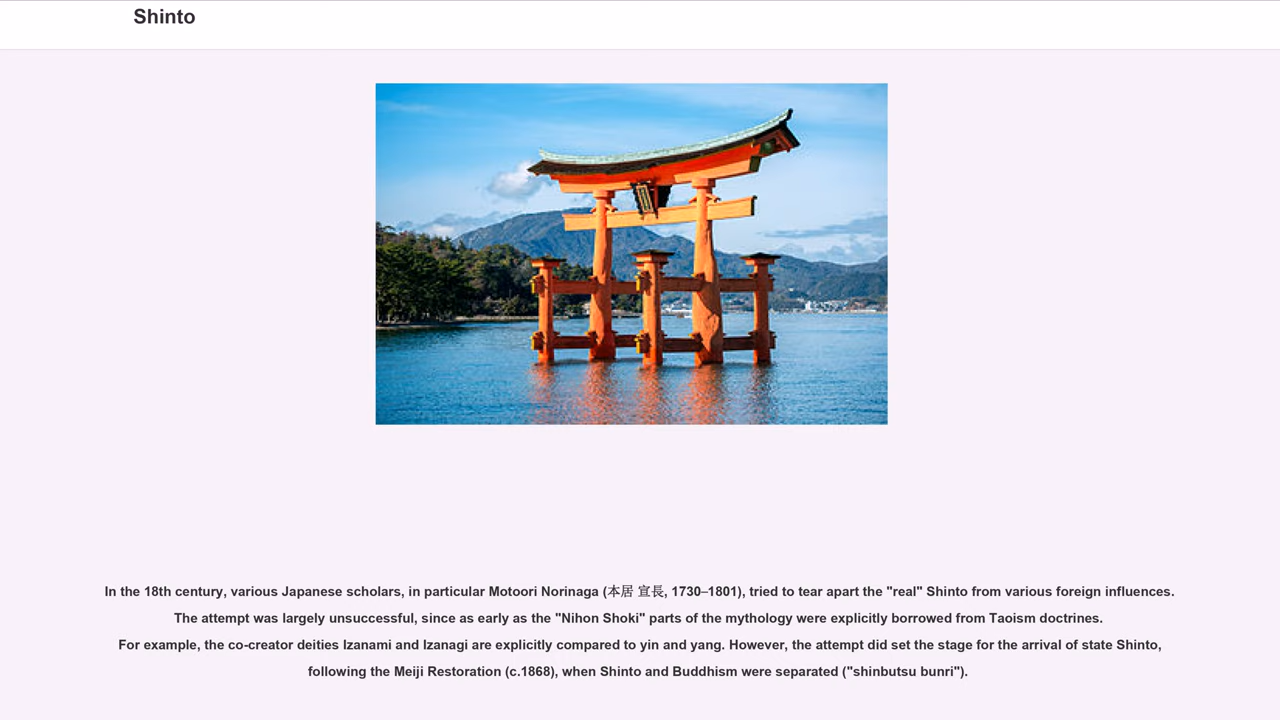 Shinto
In the 18th century, various Japanese scholars, in particular Motoori Norinaga (本居 宣長, 1730–1801), tried to tear apart the "real" Shinto from various foreign influences.
The attempt was largely unsuccessful, since as early as the "Nihon Shoki" parts of the mythology were explicitly borrowed from Taoism doctrines.
For example, the co-creator deities Izanami and Izanagi are explicitly compared to yin and yang. However, the attempt did set the stage for the arrival of state Shinto,
following the Meiji Restoration (c.1868), when Shinto and Buddhism were separated ("shinbutsu bunri").